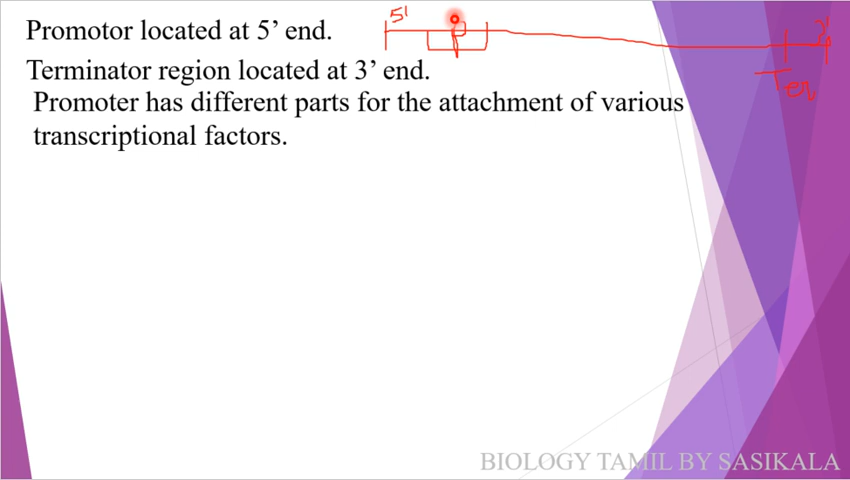 Promotor located at 5’ end.
5'
P
3'
Terminator region located at 3’ end.
Ter
Promoter has different parts for the attachment of various
transcriptional factors.
BIOLOGY TAMIL BY SASIKALA